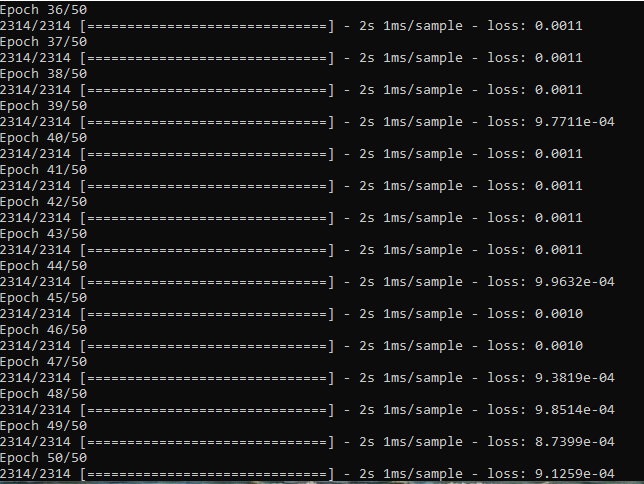 Epoch 36/50
2314/2314 [==============================] - 2s 1ms/sample - loss: 0.0011
Epoch 37/50
2314/2314 [==============================] - 2s 1ms/sample - loss: 0.0011
Epoch 38/50
2314/2314 [==============================] - 2s 1ms/sample - loss: 0.0011
Epoch 39/50
2314/2314 [==============================] - 2s 1ms/sample - loss: 9.7711e-04
Epoch 40/50
2314/2314 [==============================] - 2s 1ms/sample - loss: 0.0011
Epoch 41/50
2314/2314 [==============================] - 2s 1ms/sample - loss: 0.0011
Epoch 42/50
2314/2314 [==============================] - 2s 1ms/sample - loss: 0.0011
Epoch 43/50
2314/2314 [==============================] - 2s 1ms/sample - loss: 0.0011
Epoch 44/50
2314/2314 [==============================] - 2s 1ms/sample - loss: 9.9632e-04
Epoch 45/50
2314/2314 [==============================] - 2s 1ms/sample - loss: 0.0010
Epoch 46/50
2314/2314 [==============================] - 2s 1ms/sample - loss: 0.0010
Epoch 47/50
2314/2314 [==============================] - 2s 1ms/sample - loss: 9.3819e-04
Epoch 48/50
2314/2314 [==============================] - 2s 1ms/sample - loss: 9.8514e-04
Epoch 49/50
2314/2314 [==============================] - 2s 1ms/sample - loss: 8.7399e-04
Epoch 50/50
2314/2314 [==============================] - 2s 1ms/sample - loss: 9.1259e-04